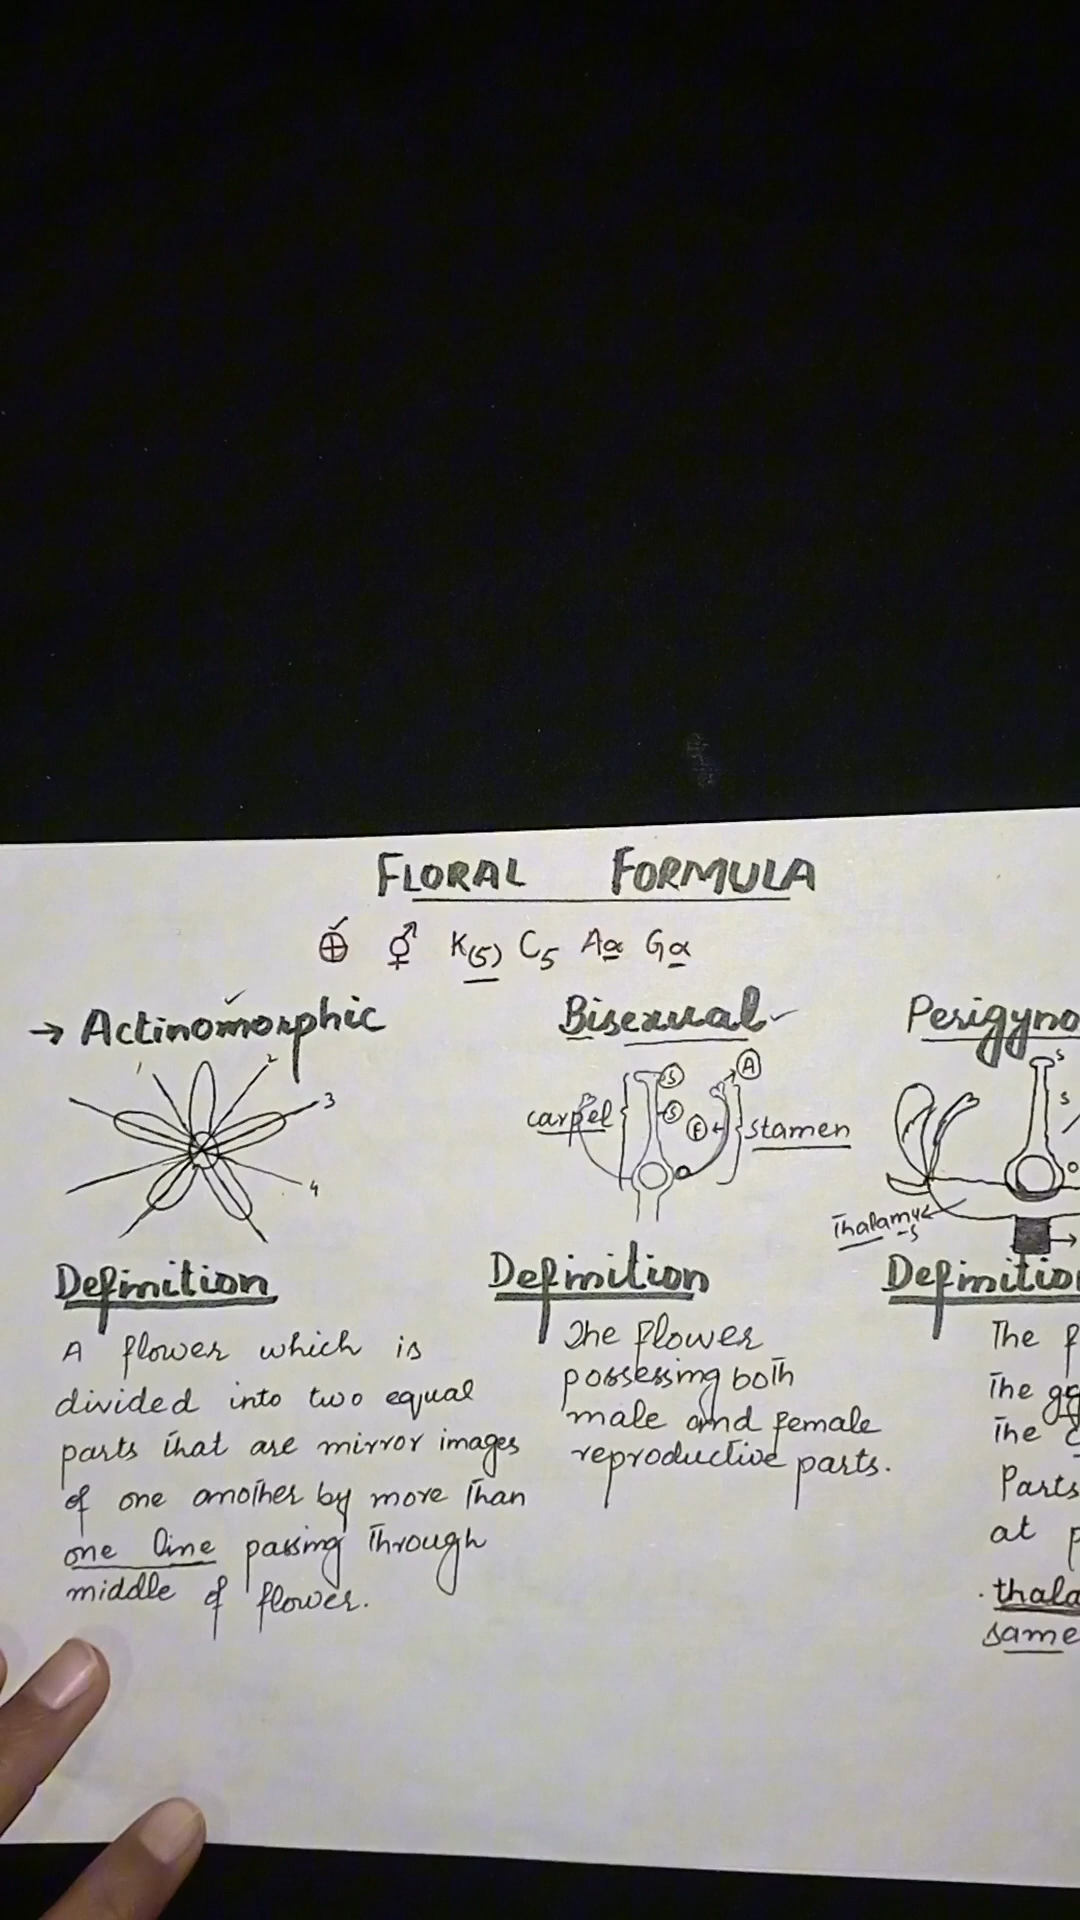 FLORAL FORMULA
⊕ ⚥ K(5) C5 Aα Gα
→ Actinomorphic
1 2 3 4
Definition
A flower which is
divided into two equal
parts that are mirror images
of one another by more than
one line passing through
middle of flower.
Bisexual
carpel S S A F stamen
Definition
The flower
possessing both
male and female
reproductive parts.
Perigyno
S
S
O
Thalamu
-s
Definitio
The f
The
The
Parts
at p
thala
same